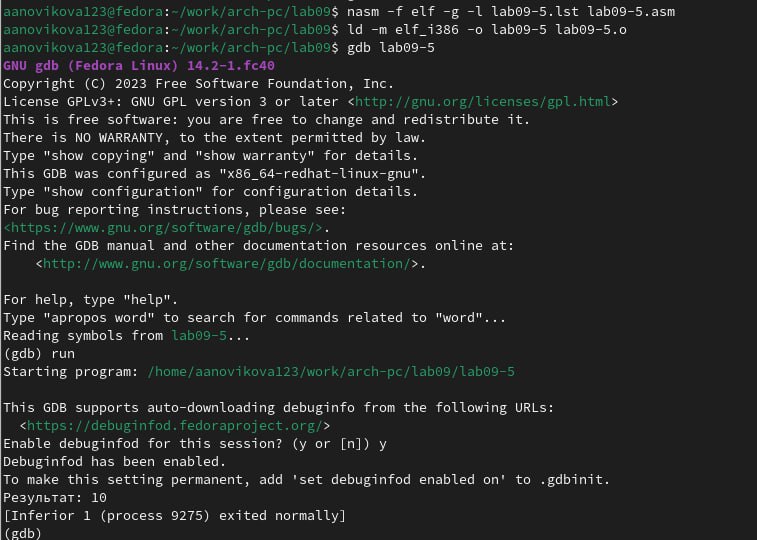 aanovikova123@fedora:~/work/arch-pc/lab09$ nasm -f elf -g -l lab09-5.lst lab09-5.asm
aanovikova123@fedora:~/work/arch-pc/lab09$ ld -m elf_i386 -o lab09-5 lab09-5.o
aanovikova123@fedora:~/work/arch-pc/lab09$ gdb lab09-5
GNU gdb (Fedora Linux) 14.2-1.fc40
Copyright (C) 2023 Free Software Foundation, Inc.
License GPLv3+: GNU GPL version 3 or later <http://gnu.org/licenses/gpl.html>
This is free software: you are free to change and redistribute it.
There is NO WARRANTY, to the extent permitted by law.
Type "show copying" and "show warranty" for details.
This GDB was configured as "x86_64-redhat-linux-gnu".
Type "show configuration" for configuration details.
For bug reporting instructions, please see:
<https://www.gnu.org/software/gdb/bugs/>.
Find the GDB manual and other documentation resources online at:
    <http://www.gnu.org/software/gdb/documentation/>.

For help, type "help".
Type "apropos word" to search for commands related to "word"...
Reading symbols from lab09-5...
(gdb) run
Starting program: /home/aanovikova123/work/arch-pc/lab09/lab09-5

This GDB supports auto-downloading debuginfo from the following URLs:
  <https://debuginfod.fedoraproject.org/>
Enable debuginfod for this session? (y or [n]) y
Debuginfod has been enabled.
To make this setting permanent, add 'set debuginfod enabled on' to .gdbinit.
Результат: 10
[Inferior 1 (process 9275) exited normally]
(gdb)